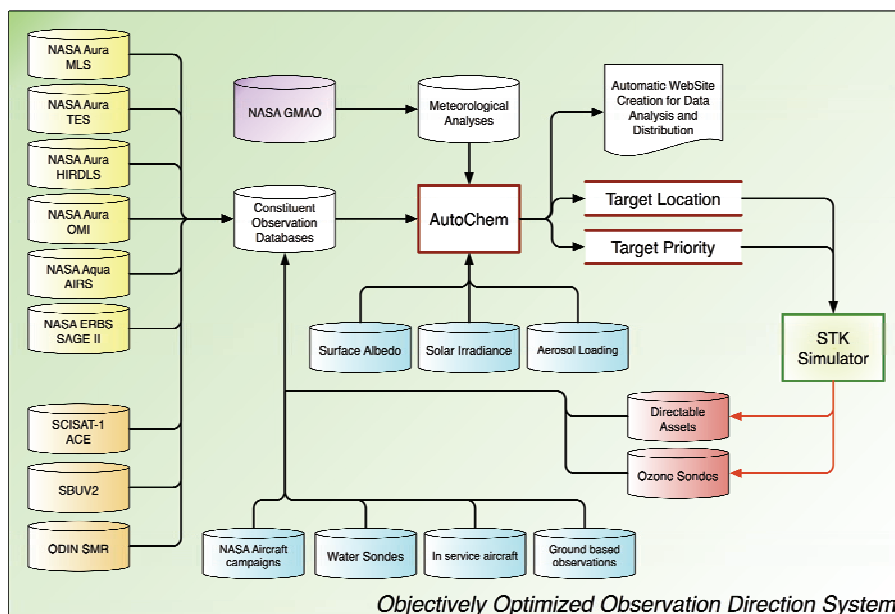 NASA Aura
MLS
NASA Aura
TES
NASA Aura
HIRDLS
NASA Aura
OMI
NASA Aqua
AIRS
NASA ERBS
SAGE II
SCISAT-1
ACE
SBUV2
ODIN SMR
NASA GMAO
Meteorological
Analyses
Automatic WebSite
Creation for Data
Analysis and
Distribution
Constituent
Observation
Databases
AutoChem
Target Location
Target Priority
Surface Albedo
Solar Irradiance
Aerosol Loading
STK
Simulator
Directable
Assets
Ozone Sondes
NASA Aircraft
campaigns
Water Sondes
In service aircraft
Ground based
observations
Objectively Optimized Observation Direction System